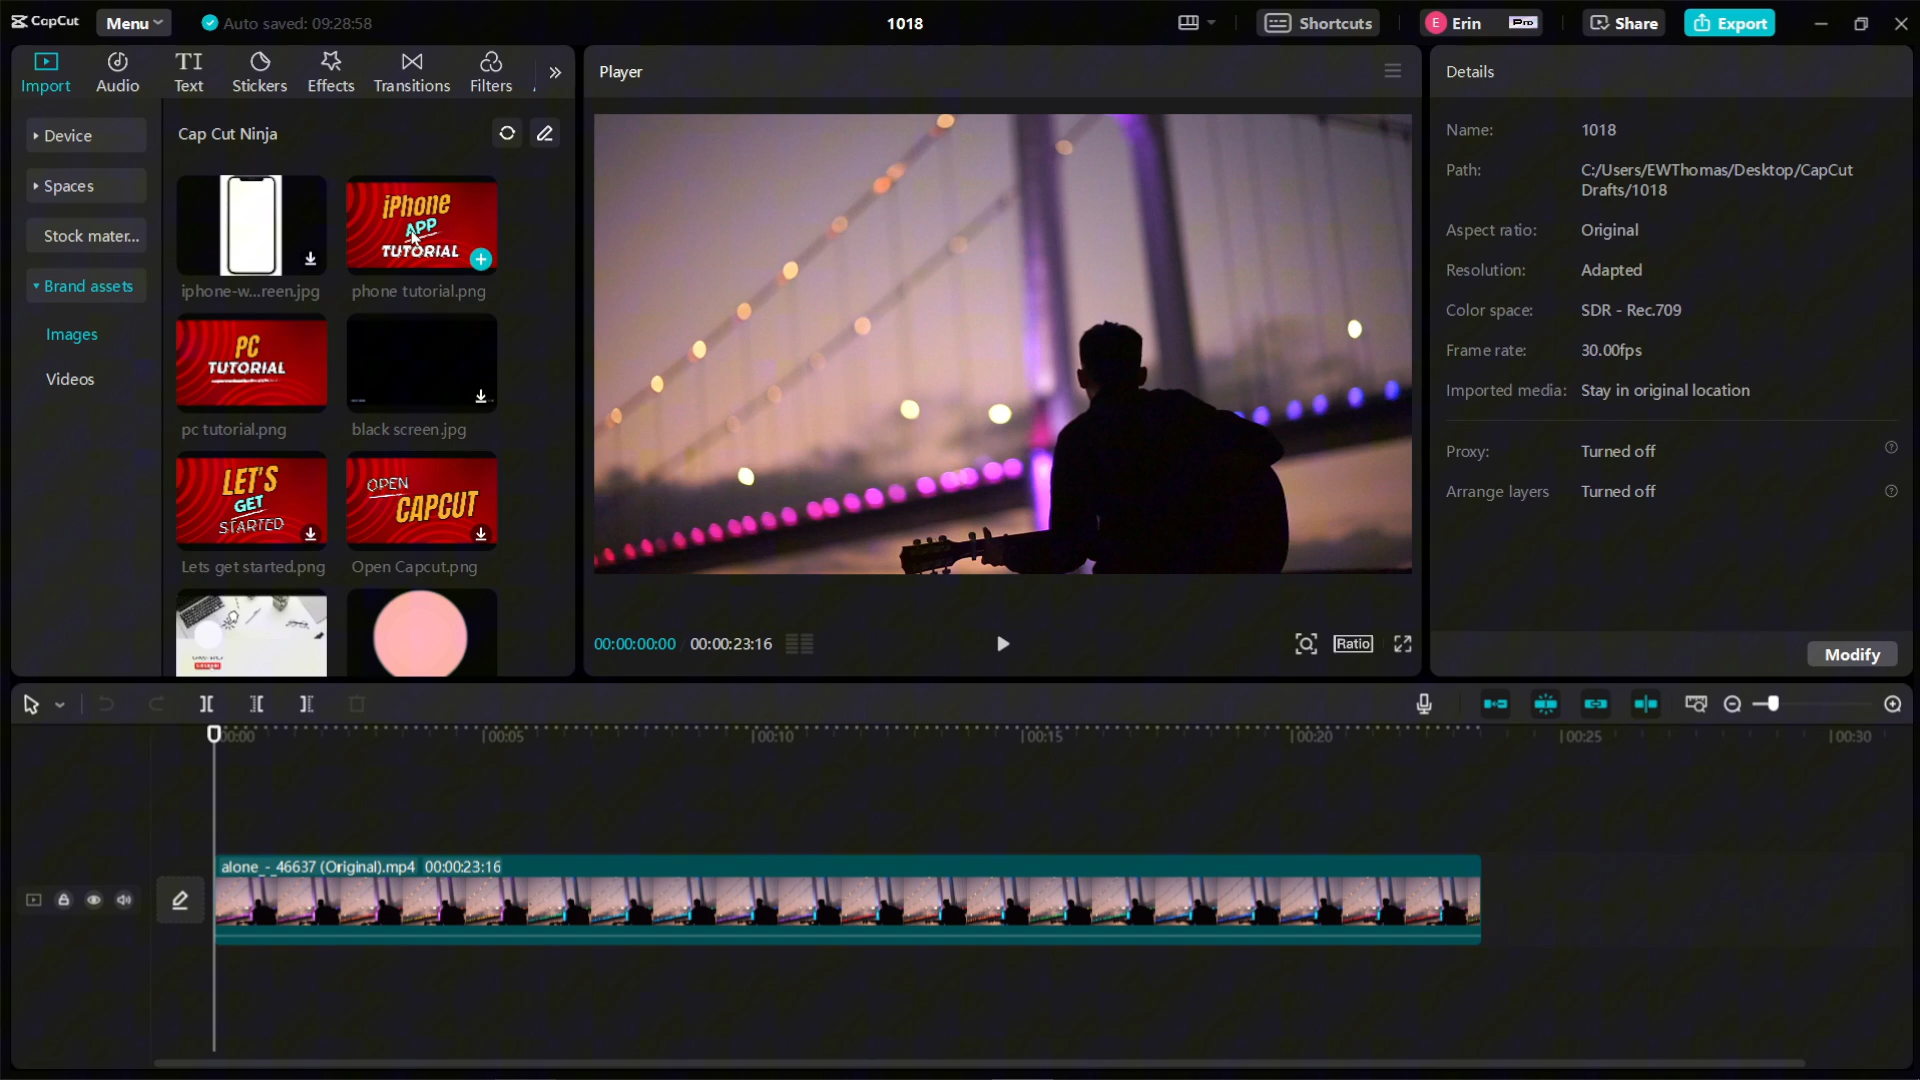 CapCut
Menu
Auto saved: 09:28:58
1018
Shortcuts
E
Erin
Pro
Share
Export
Import
Audio
TI
Text
Stickers
Effects
Transitions
Filters
Device
Spaces
Stock mater...
Brand assets
Images
Videos
Cap Cut Ninja
iPhone
APP
TUTORIAL
iphone-w...reen.jpg
phone tutorial.png
PC
TUTORIAL
pc tutorial.png
black screen.jpg
LET'S
GET
STARTED
OPEN
CAPCUT
Lets get started.png
Open Capcut.png
Player
00:00:00:00
00:00:23:16
Ratio
Details
Name:
1018
Path:
C:/Users/EWThomas/Desktop/CapCut
Drafts/1018
Aspect ratio:
Original
Resolution:
Adapted
Color space:
SDR - Rec.709
Frame rate:
30.00fps
Imported media:
Stay in original location
Proxy:
Turned off
Arrange layers
Turned off
Modify
00:00
00:05
00:10
00:15
00:20
00:25
00:30
alone_-_46637 (Original).mp4 00:00:23:16